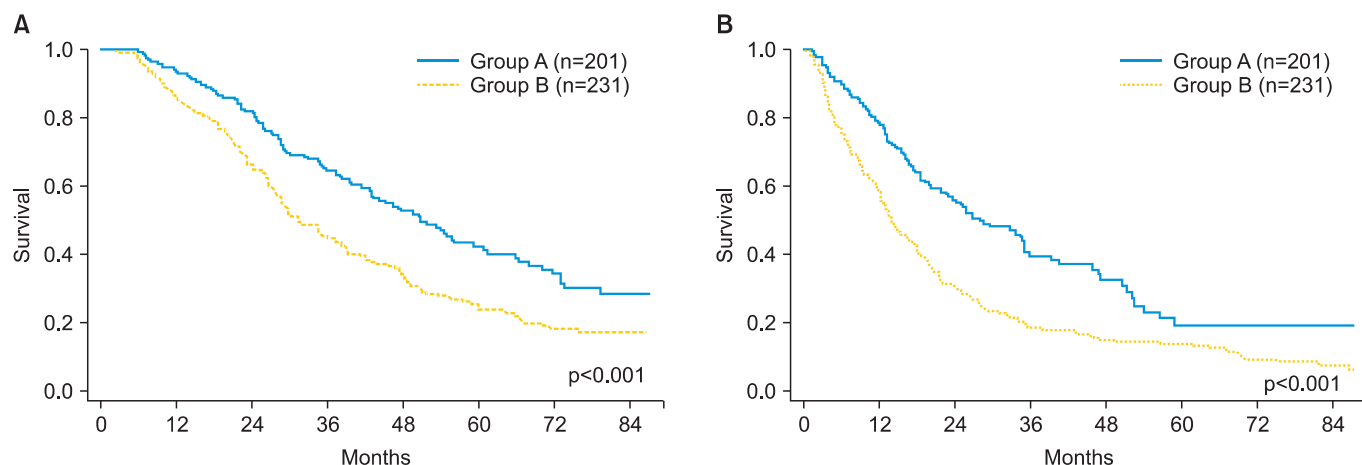 A
1.0
0.8
0.6
0.4
0.2
0.0
Survival
Group A (n=201)
Group B (n=231)
p<0.001
0 12 24 36 48 60 72 84
Months
B
1.0
0.8
0.6
0.4
0.2
0.0
Survival
Group A (n=201)
Group B (n=231)
p<0.001
0 12 24 36 48 60 72 84
Months